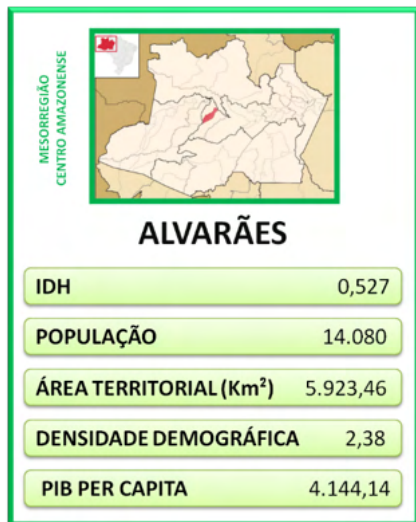 MESORREGIÃO
CENTRO AMAZONENSE
ALVARÃES
IDH 0,527
POPULAÇÃO 14.080
ÁREA TERRITORIAL (Km²) 5.923,46
DENSIDADE DEMOGRÁFICA 2,38
PIB PER CAPITA 4.144,14